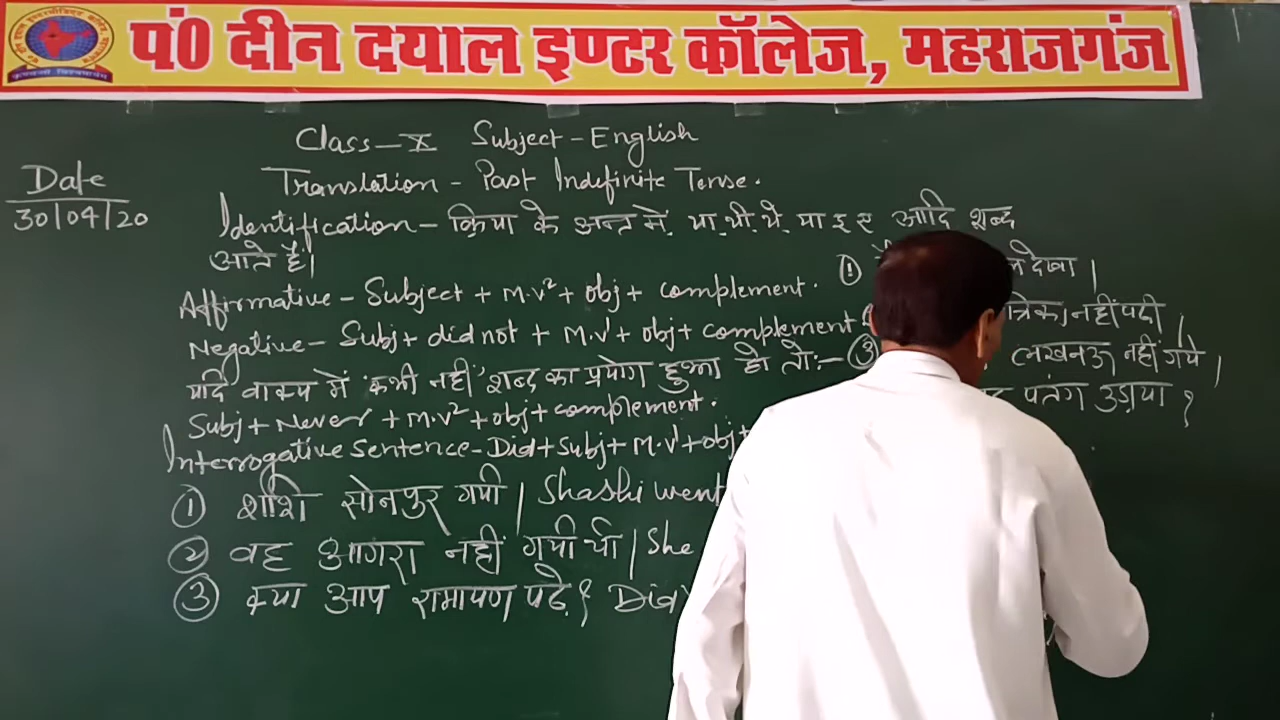 पं0 दीन दयाल इण्टर कॉलेज, महराजगंज
Class - X Subject - English
Translation - Past Indefinite Tense.
Date
30/04/20
Identification - क्रिया के अन्त में, या, यी, ये, या इ ए आदि शब्द
आते हैं।
Affirmative - Subject + M.V² + obj + complement.
Negative - Subj + did not + M.V¹ + obj + complement
यदि वाक्य में 'कभी नहीं' शब्द का प्रयोग हुआ हो तो:-
Subj + Never + M.V² + obj + complement.
Interrogative Sentence - Did + Subj + M.V¹ + obj +
① शशि सोनपुर गयी। Shashi went
② वह आगरा नहीं गयी थी। She
③ क्या आप रामायण पढ़े? Did
① देखा।
नहीं पढ़ी।
③ लखनऊ नहीं गये।
पतंग उड़ाया?